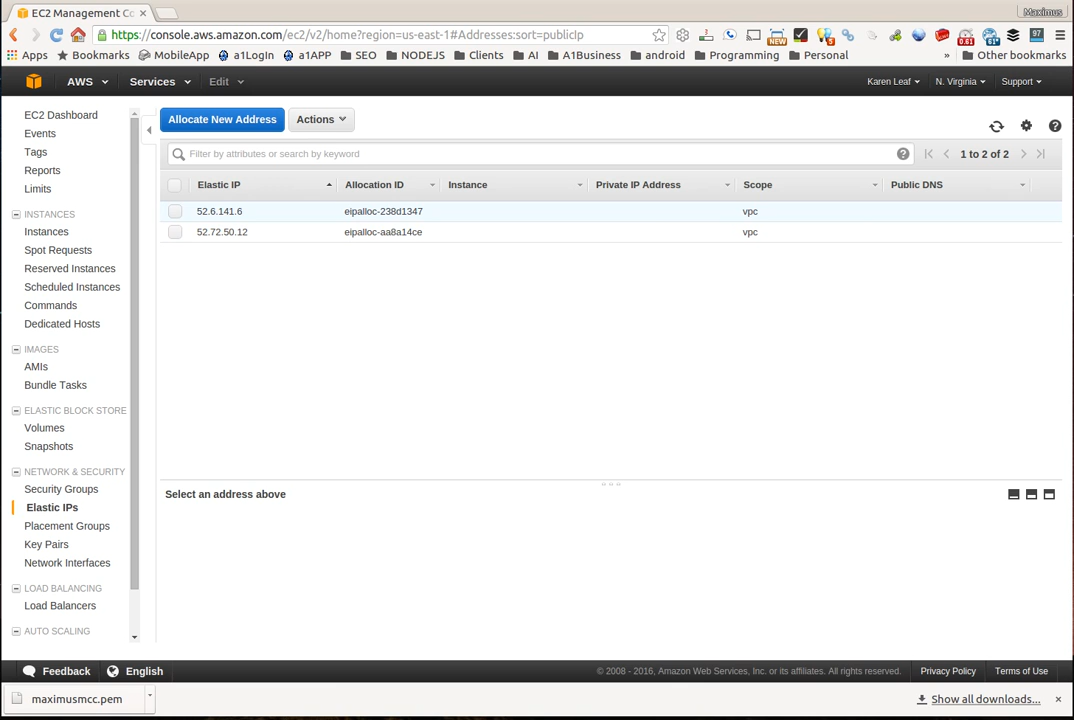 EC2 Management Co
Maximus
https://console.aws.amazon.com/ec2/v2/home?region=us-east-1#Addresses:sort=publicIp
NEW
5
0.61
61*
97
Apps
Bookmarks
MobileApp
a1LogIn
a1APP
SEO
NODEJS
Clients
AI
A1Business
android
Programming
Personal
»
Other bookmarks
AWS
Services
Edit
Karen Leaf
N. Virginia
Support
EC2 Dashboard
Events
Tags
Reports
Limits
INSTANCES
Instances
Spot Requests
Reserved Instances
Scheduled Instances
Commands
Dedicated Hosts
IMAGES
AMIs
Bundle Tasks
ELASTIC BLOCK STORE
Volumes
Snapshots
NETWORK & SECURITY
Security Groups
Elastic IPs
Placement Groups
Key Pairs
Network Interfaces
LOAD BALANCING
Load Balancers
AUTO SCALING
Allocate New Address
Actions
Filter by attributes or search by keyword
1 to 2 of 2
Elastic IP Allocation ID Instance Private IP Address Scope Public DNS
52.6.141.6 eipalloc-238d1347 vpc
52.72.50.12 eipalloc-aa8a14ce vpc
Select an address above
Feedback
English
© 2008 - 2016, Amazon Web Services, Inc. or its affiliates. All rights reserved.
Privacy Policy
Terms of Use
maximusmcc.pem
Show all downloads...